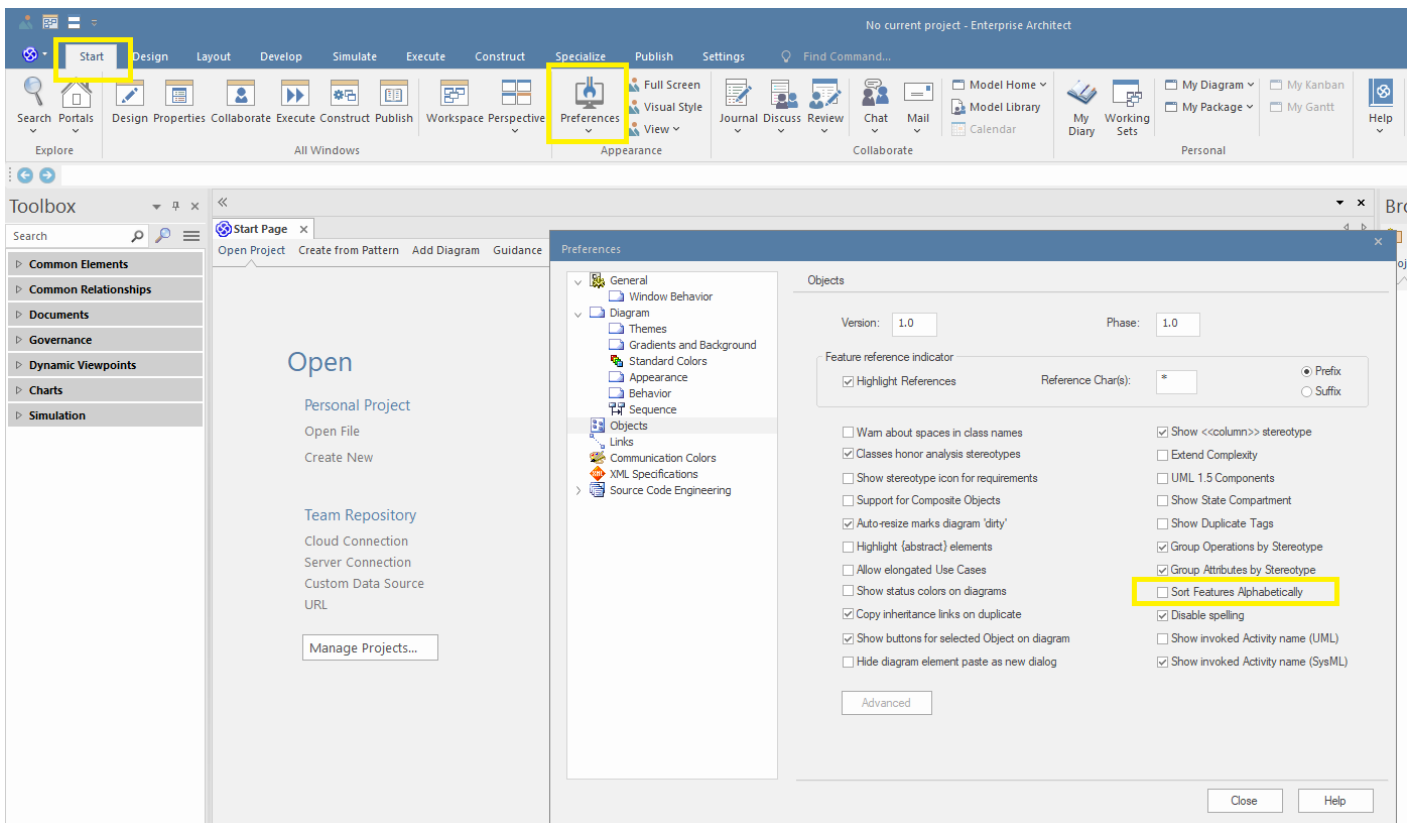 No current project - Enterprise Architect
Start Design Layout Develop Simulate Execute Construct Specialize Publish Settings Find Command...
Search Portals Design Properties Collaborate Execute Construct Publish Workspace Perspective Preferences
Full Screen
Visual Style
View
Journal Discuss Review Chat Mail
Model Home
Model Library
Calendar
My Diary
Working Sets
My Diagram My Kanban
My Package My Gantt
Help
Explore All Windows Appearance Collaborate Personal
Toolbox
Search
Common Elements
Common Relationships
Documents
Governance
Dynamic Viewpoints
Charts
Simulation
Start Page
Open Project Create from Pattern Add Diagram Guidance
Open
Personal Project
Open File
Create New
Team Repository
Cloud Connection
Server Connection
Custom Data Source
URL
Manage Projects...
Preferences
General
Window Behavior
Diagram
Themes
Gradients and Background
Standard Colors
Appearance
Behavior
Sequence
Objects
Links
Communication Colors
XML Specifications
Source Code Engineering
Objects
Version: 1.0 Phase: 1.0
Feature reference indicator
Highlight References Reference Char(s): * Prefix
Suffix
Warn about spaces in class names Show <<column>> stereotype
Classes honor analysis stereotypes Extend Complexity
Show stereotype icon for requirements UML 1.5 Components
Support for Composite Objects Show State Compartment
Auto-resize marks diagram 'dirty' Show Duplicate Tags
Highlight {abstract} elements Group Operations by Stereotype
Allow elongated Use Cases Group Attributes by Stereotype
Show status colors on diagrams Sort Features Alphabetically
Copy inheritance links on duplicate Disable spelling
Show buttons for selected Object on diagram Show invoked Activity name (UML)
Hide diagram element paste as new dialog Show invoked Activity name (SysML)
Advanced
Close Help